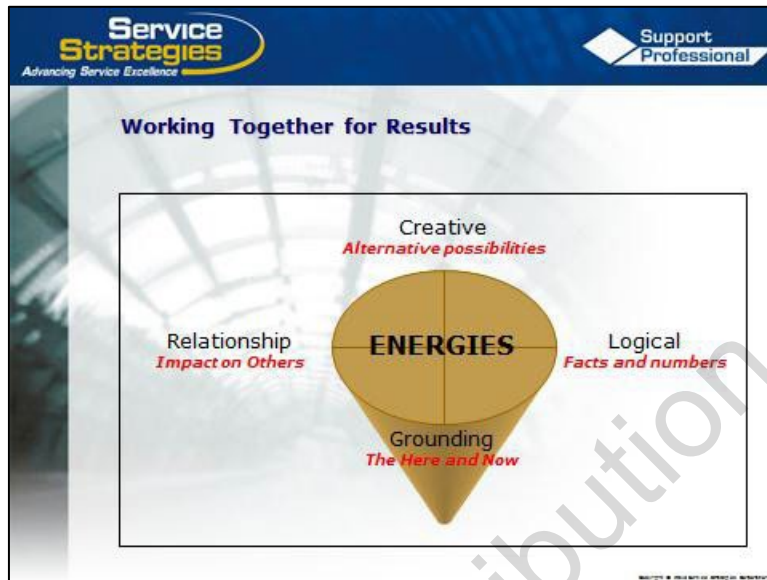 Service
Strategies
Advancing Service Excellence
Support
Professional
Working Together for Results
Creative
Alternative possibilities
Relationship
Impact on Others
ENERGIES
Logical
Facts and numbers
Grounding
The Here and Now